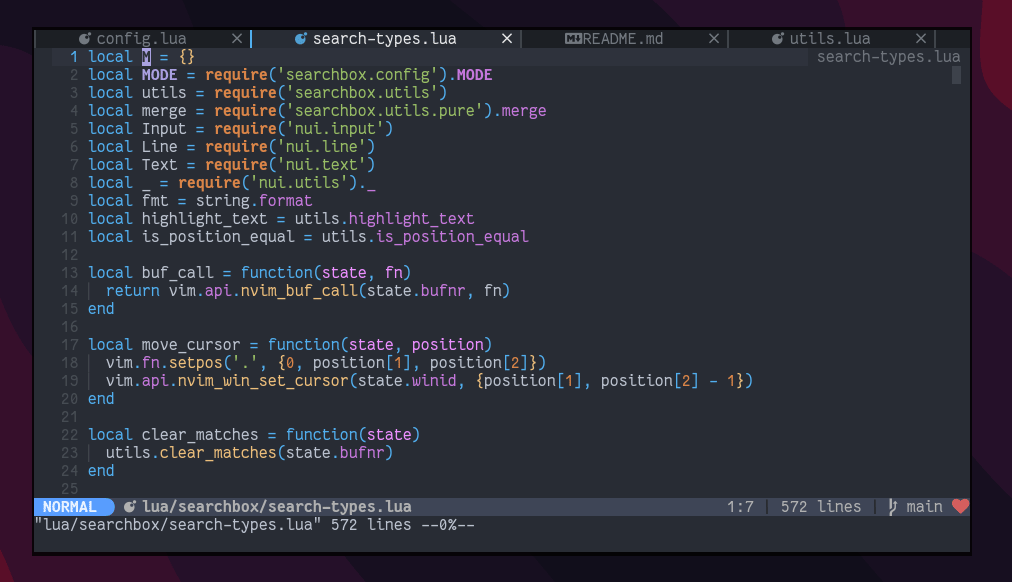 config.lua × search-types.lua × README.md × utils.lua ×
1 local M = {} search-types.lua
2 local MODE = require('searchbox.config').MODE
3 local utils = require('searchbox.utils')
4 local merge = require('searchbox.utils.pure').merge
5 local Input = require('nui.input')
6 local Line = require('nui.line')
7 local Text = require('nui.text')
8 local _ = require('nui.utils')._
9 local fmt = string.format
10 local highlight_text = utils.highlight_text
11 local is_position_equal = utils.is_position_equal
12
13 local buf_call = function(state, fn)
14   return vim.api.nvim_buf_call(state.bufnr, fn)
15 end
16
17 local move_cursor = function(state, position)
18   vim.fn.setpos('.', {0, position[1], position[2]})
19   vim.api.nvim_win_set_cursor(state.winid, {position[1], position[2] - 1})
20 end
21
22 local clear_matches = function(state)
23   utils.clear_matches(state.bufnr)
24 end
25
NORMAL lua/searchbox/search-types.lua 1:7 | 572 lines | main
"lua/searchbox/search-types.lua" 572 lines --0%--